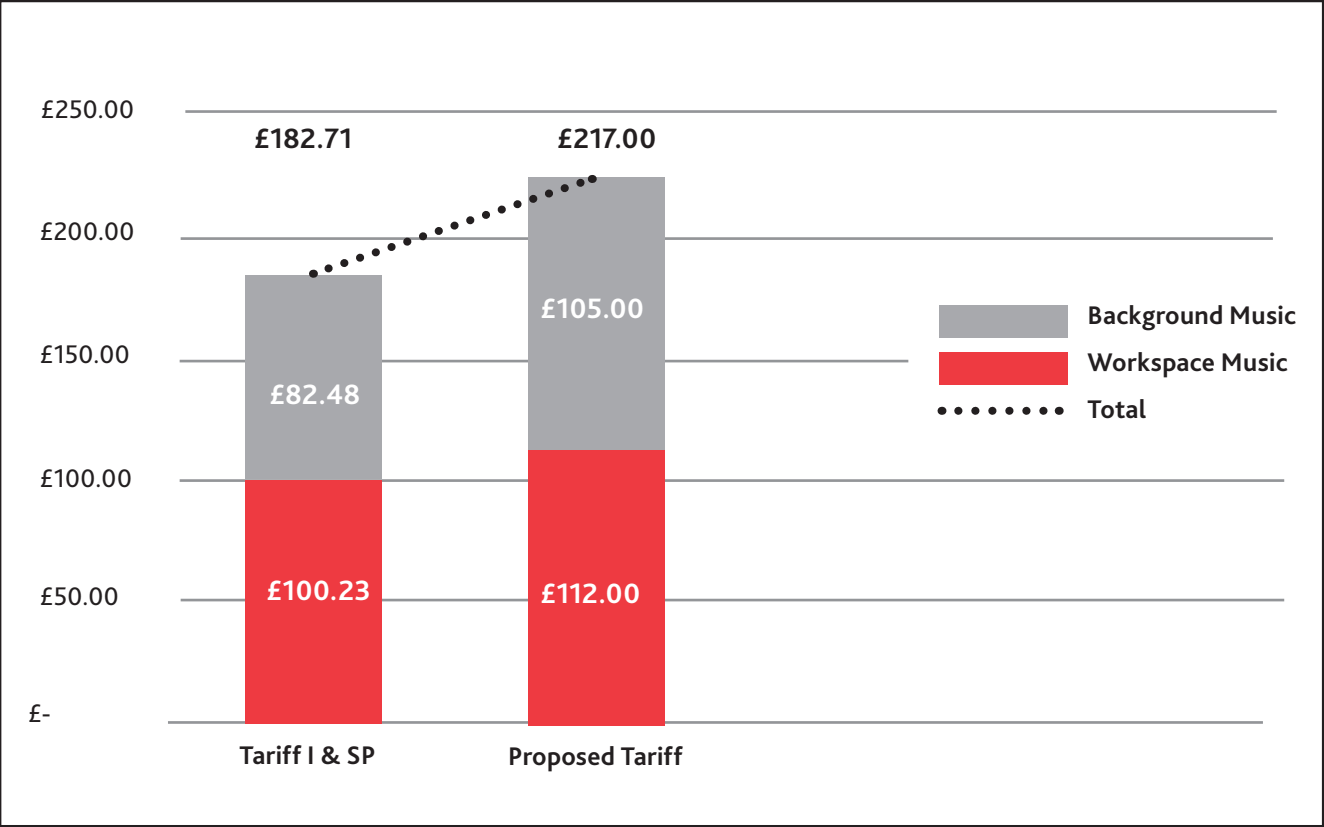 £250.00
£182.71
£217.00
£200.00
£105.00
Background Music
£150.00
Workspace Music
£82.48
Total
£100.00
£100.23
£112.00
£50.00
£-
Tariff I & SP
Proposed Tariff